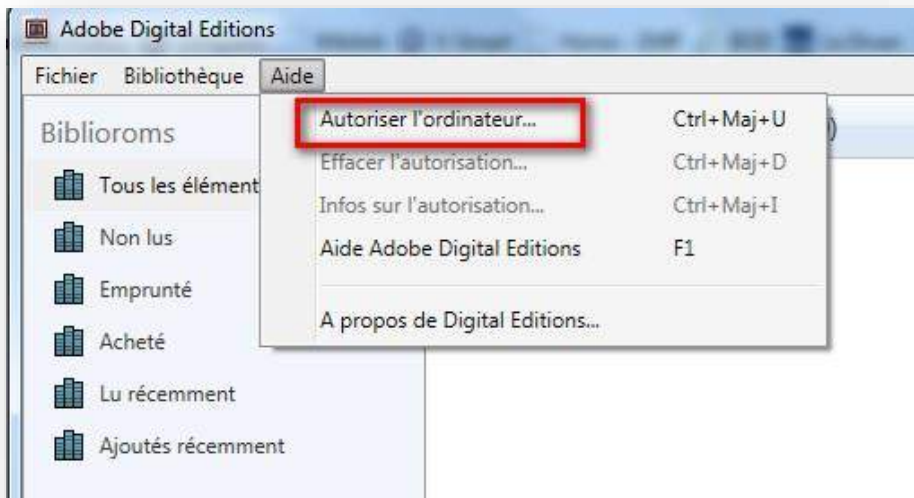 Adobe Digital Editions
Fichier Bibliothèque Aide
Autoriser l'ordinateur... Ctrl+Maj+U
Effacer l'autorisation... Ctrl+Maj+D
Infos sur l'autorisation... Ctrl+Maj+I
Aide Adobe Digital Editions F1
A propos de Digital Editions...
Biblioroms
Tous les élément
Non lus
Emprunté
Acheté
Lu récemment
Ajoutés récemment